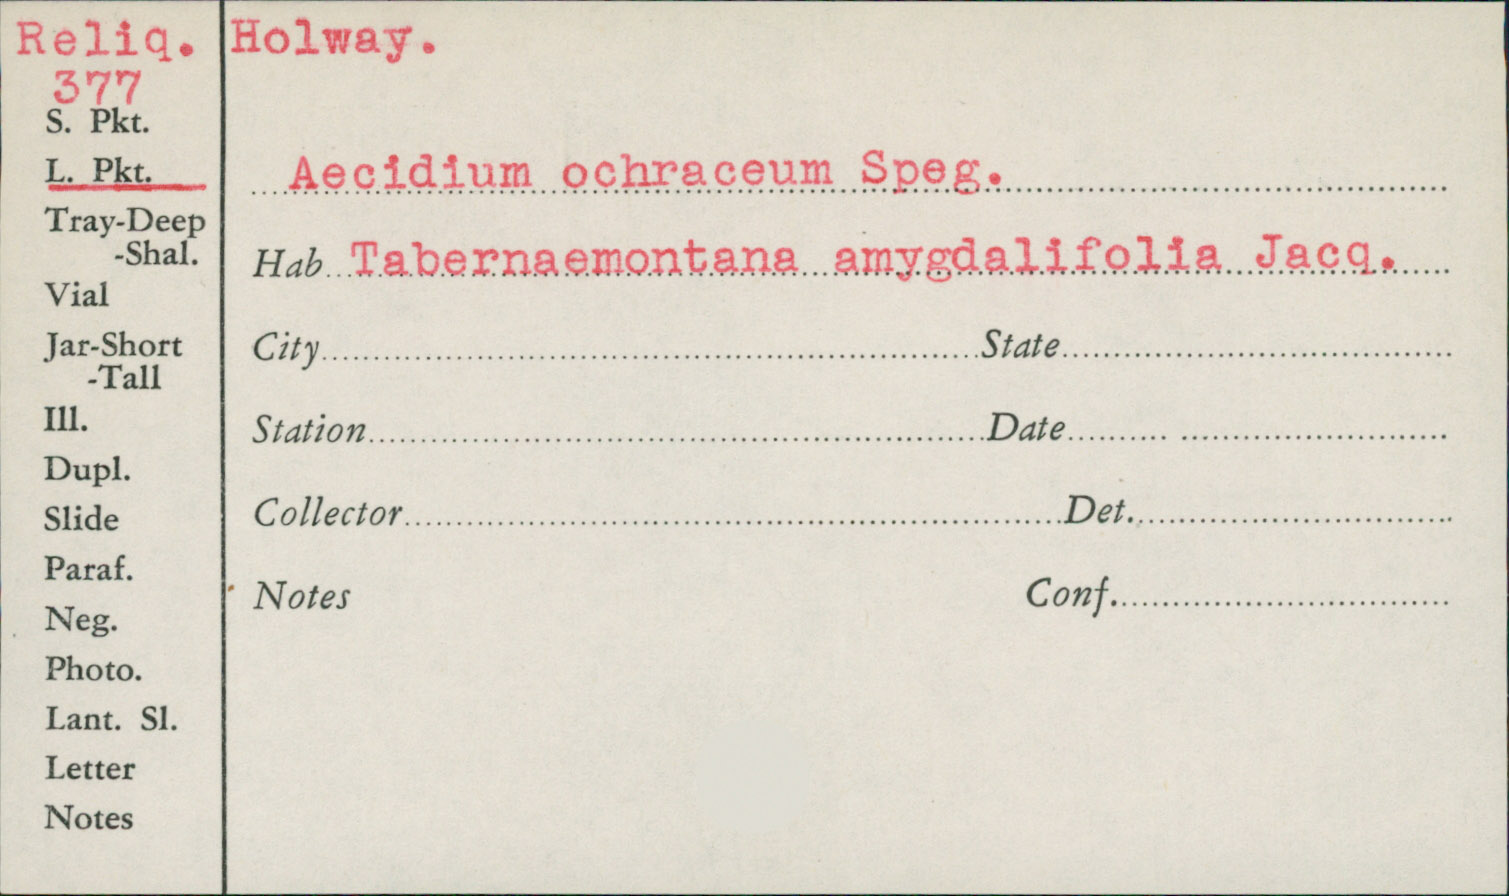 Reliq. Holway.
377
S. Pkt.
L. Pkt.
Tray-Deep
-Shal.
Vial
Jar-Short
-Tall
Ill.
Dupl.
Slide
Paraf.
Neg.
Photo.
Lant. Sl.
Letter
Notes
Aecidium ochraceum Speg.
Hab Tabernaemontana amygdalifolia Jacq.
City State
Station Date
Collector Det.
Notes Conf.